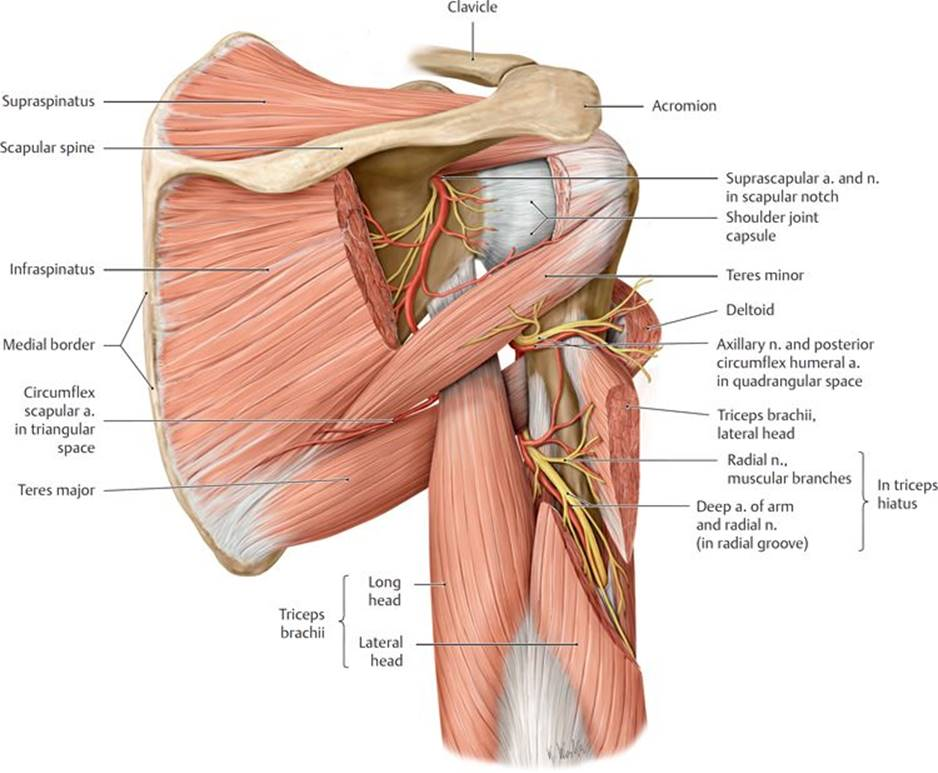 Clavicle
Supraspinatus
Acromion
Scapular spine
Suprascapular a. and n.
in scapular notch
Shoulder joint
capsule
Infraspinatus
Teres minor
Deltoid
Medial border
Axillary n. and posterior
circumflex humeral a.
in quadrangular space
Circumflex
scapular a.
in triangular
space
Triceps brachii,
lateral head
Radial n.,
muscular branches
In triceps
hiatus
Teres major
Deep a. of arm
and radial n.
(in radial groove)
Triceps
brachii
Long
head
Lateral
head